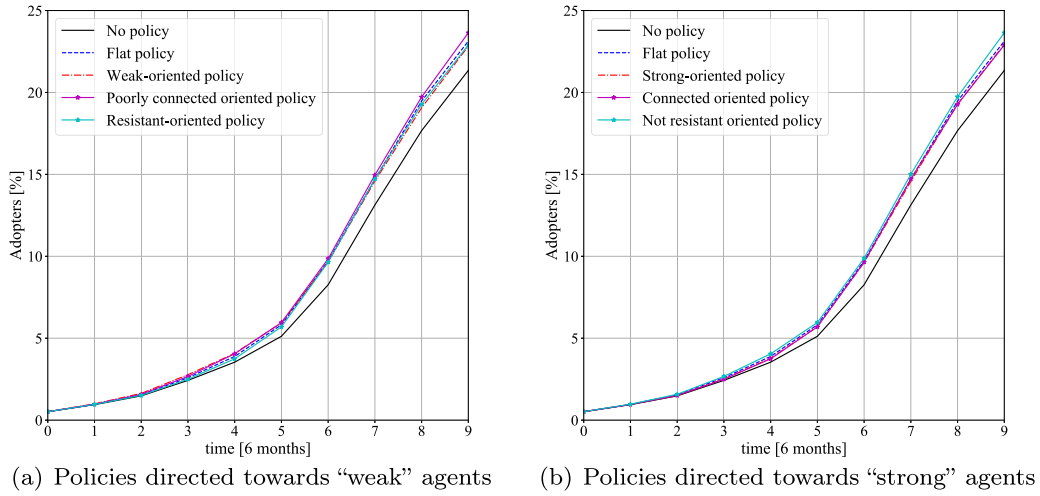 25
20
15
10
5
0
Adopters [%]
No policy
Flat policy
Weak-oriented policy
Poorly connected oriented policy
Resistant-oriented policy
0 1 2 3 4 5 6 7 8 9
time [6 months]
(a) Policies directed towards “weak” agents
25
20
15
10
5
0
Adopters [%]
No policy
Flat policy
Strong-oriented policy
Connected oriented policy
Not resistant oriented policy
0 1 2 3 4 5 6 7 8 9
time [6 months]
(b) Policies directed towards “strong” agents